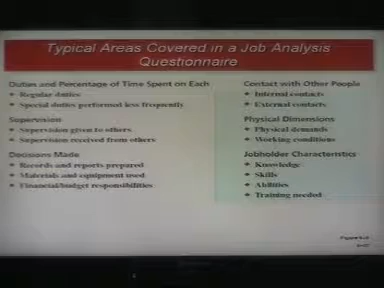 Typical Areas Covered in a Job Analysis
Questionnaire
Duties and Percentage of Time Spent on Each
Regular duties
Special duties performed less frequently
Supervision
Supervision given to others
Supervision received from others
Decisions Made
Records and reports prepared
Materials and equipment used
Financial/budget responsibilities
Contact with Other People
Internal contacts
External contacts
Physical Dimensions
Physical demands
Working conditions
Jobholder Characteristics
Knowledge
Skills
Abilities
Training needed